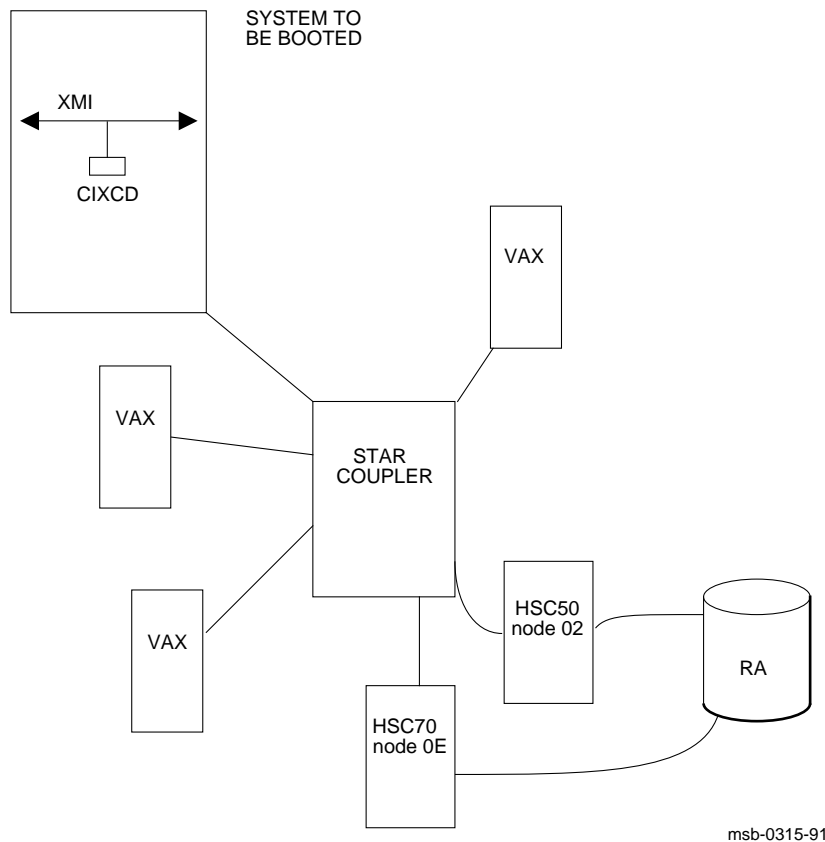 SYSTEM TO
BE BOOTED
XMI
CIXCD
VAX
VAX
STAR
COUPLER
VAX
HSC50
node 02
RA
HSC70
node 0E
msb-0315-91